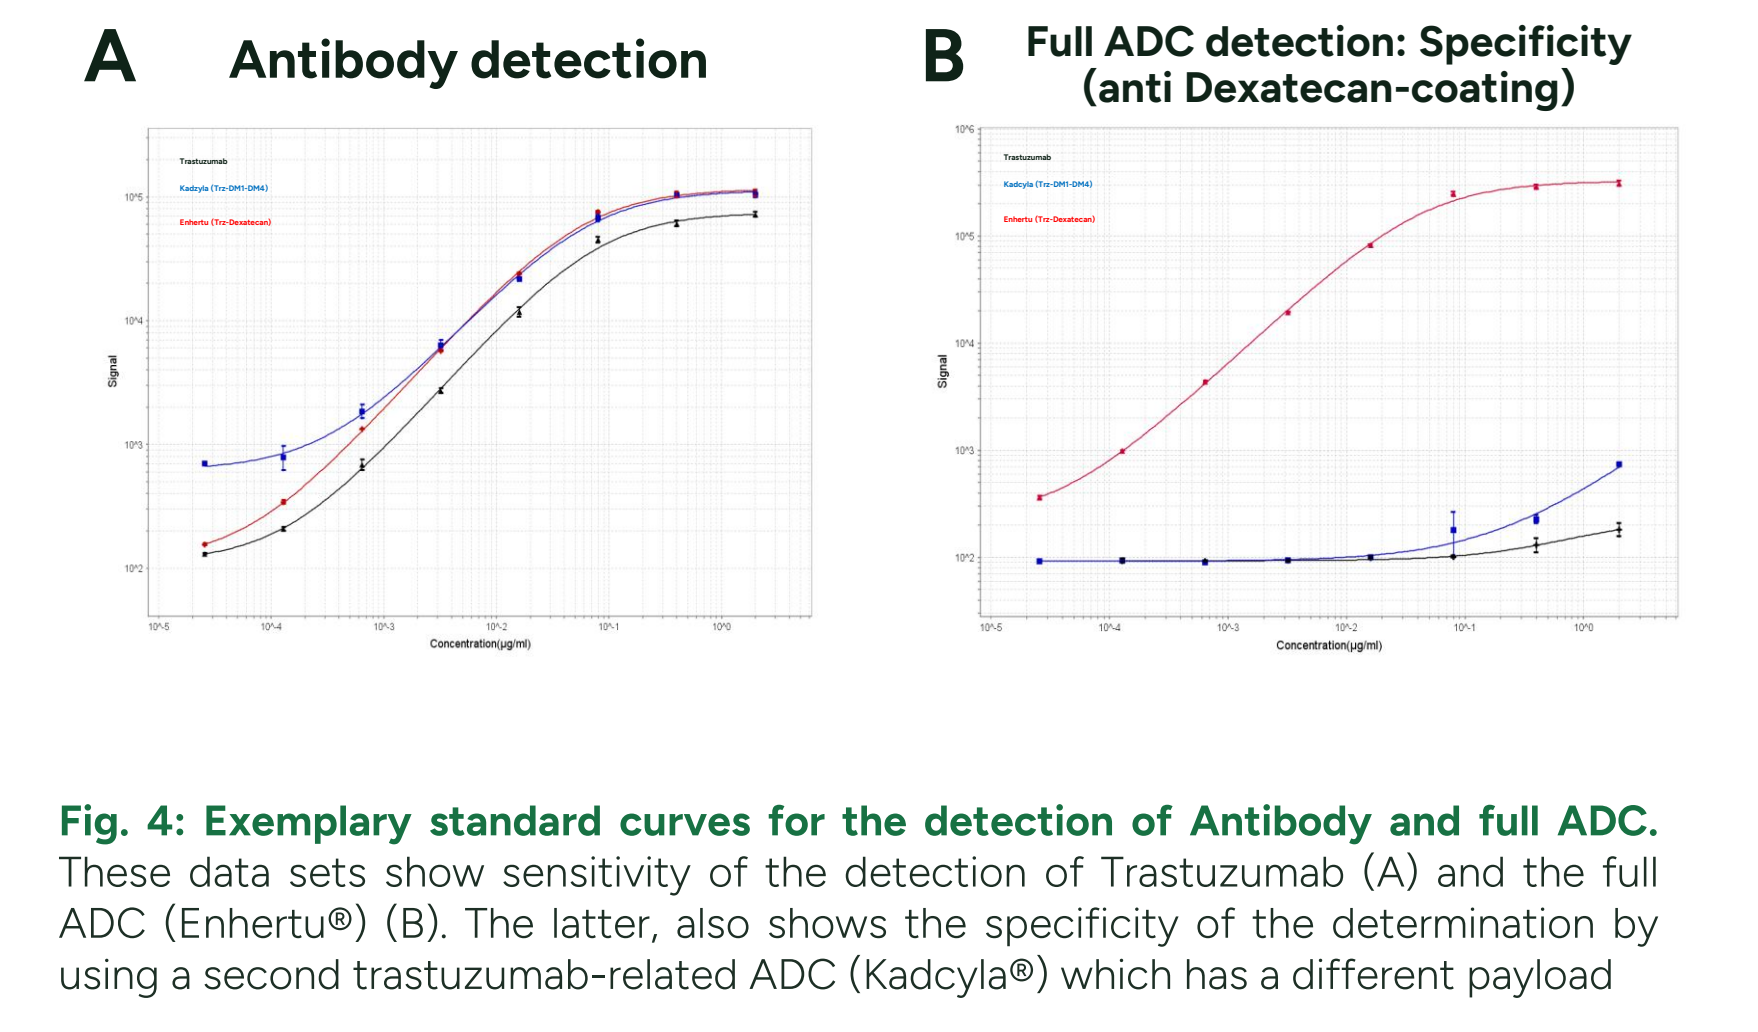 A
Antibody detection
Trastuzumab
Kadzyla (Trz-DM1-DM4)
Enhertu (Trz-Dexatecan)
10^5
10^4
10^3
10^2
Signal
10^-5
10^-4
10^-3
10^-2
10^-1
10^0
Concentration(µg/ml)
B
Full ADC detection: Specificity
(anti Dexatecan-coating)
Trastuzumab
Kadcyla (Trz-DM1-DM4)
Enhertu (Trz-Dexatecan)
10^6
10^5
10^4
10^3
10^2
Signal
10^-5
10^-4
10^-3
10^-2
10^-1
10^0
Concentration(µg/ml)
Fig. 4: Exemplary standard curves for the detection of Antibody and full ADC.
These data sets show sensitivity of the detection of Trastuzumab (A) and the full
ADC (Enhertu®) (B). The latter, also shows the specificity of the determination by
using a second trastuzumab-related ADC (Kadcyla®) which has a different payload